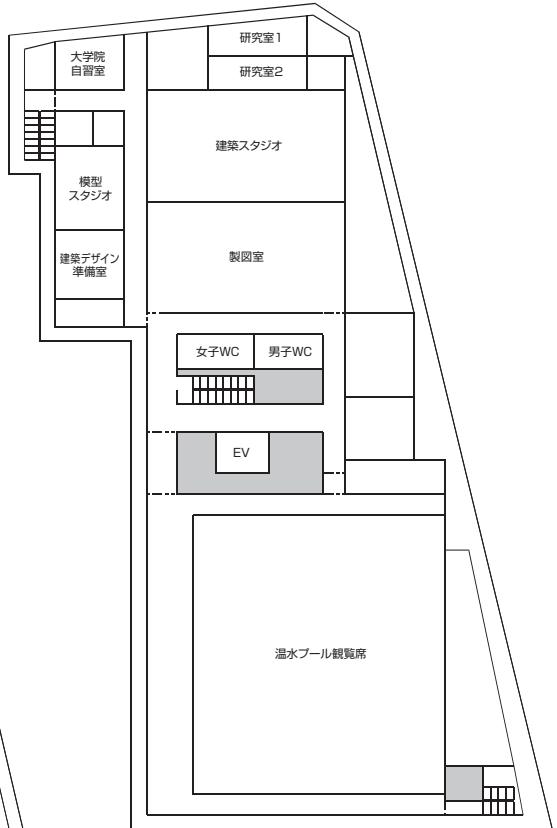 研究室1
大学院
自習室
研究室2
建築スタジオ
模型
スタジオ
建築デザイン
準備室
製図室
女子WC
男子WC
EV
温水プール観覧席